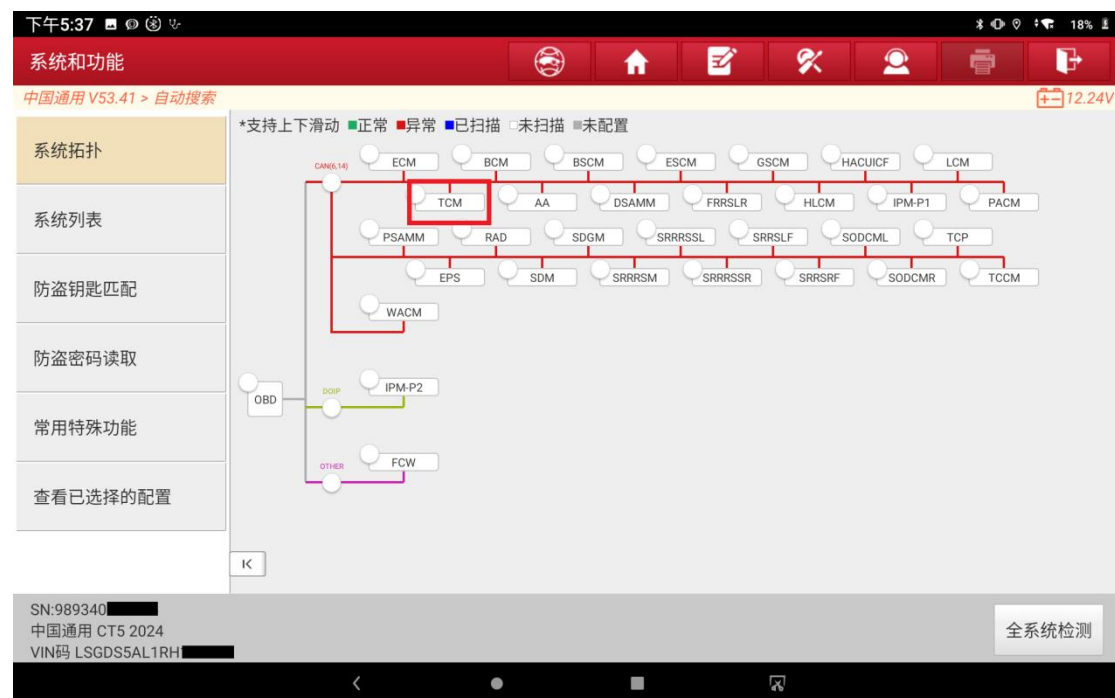 下午5:37
18%
系统和功能
中国通用 V53.41 > 自动搜索
12.24V
系统拓扑
系统列表
防盗钥匙匹配
防盗密码读取
常用特殊功能
查看已选择的配置
*支持上下滑动 正常 异常 已扫描 未扫描 未配置
CAN(6,14)
ECM BCM BSCM ESCM GSCM HACUICF LCM
TCM AA DSAMM FRRSLR HLCM IPM-P1 PACM
PSAMM RAD SDGM SRRRSSL SRRSLF SODCML TCP
EPS SDM SRRRSM SRRRSSR SRRSRF SODCMR TCCM
WACM
OBD
DOIP
IPM-P2
OTHER
FCW
SN:989340
中国通用 CT5 2024
VIN码 LSGDS5AL1RH
全系统检测